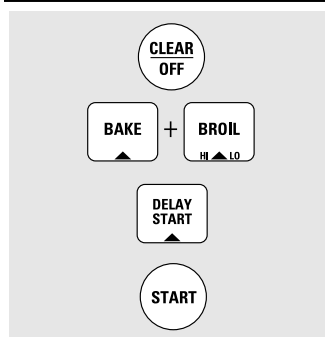 CLEAR
OFF
BAKE + BROIL
HI LO
DELAY
START
START